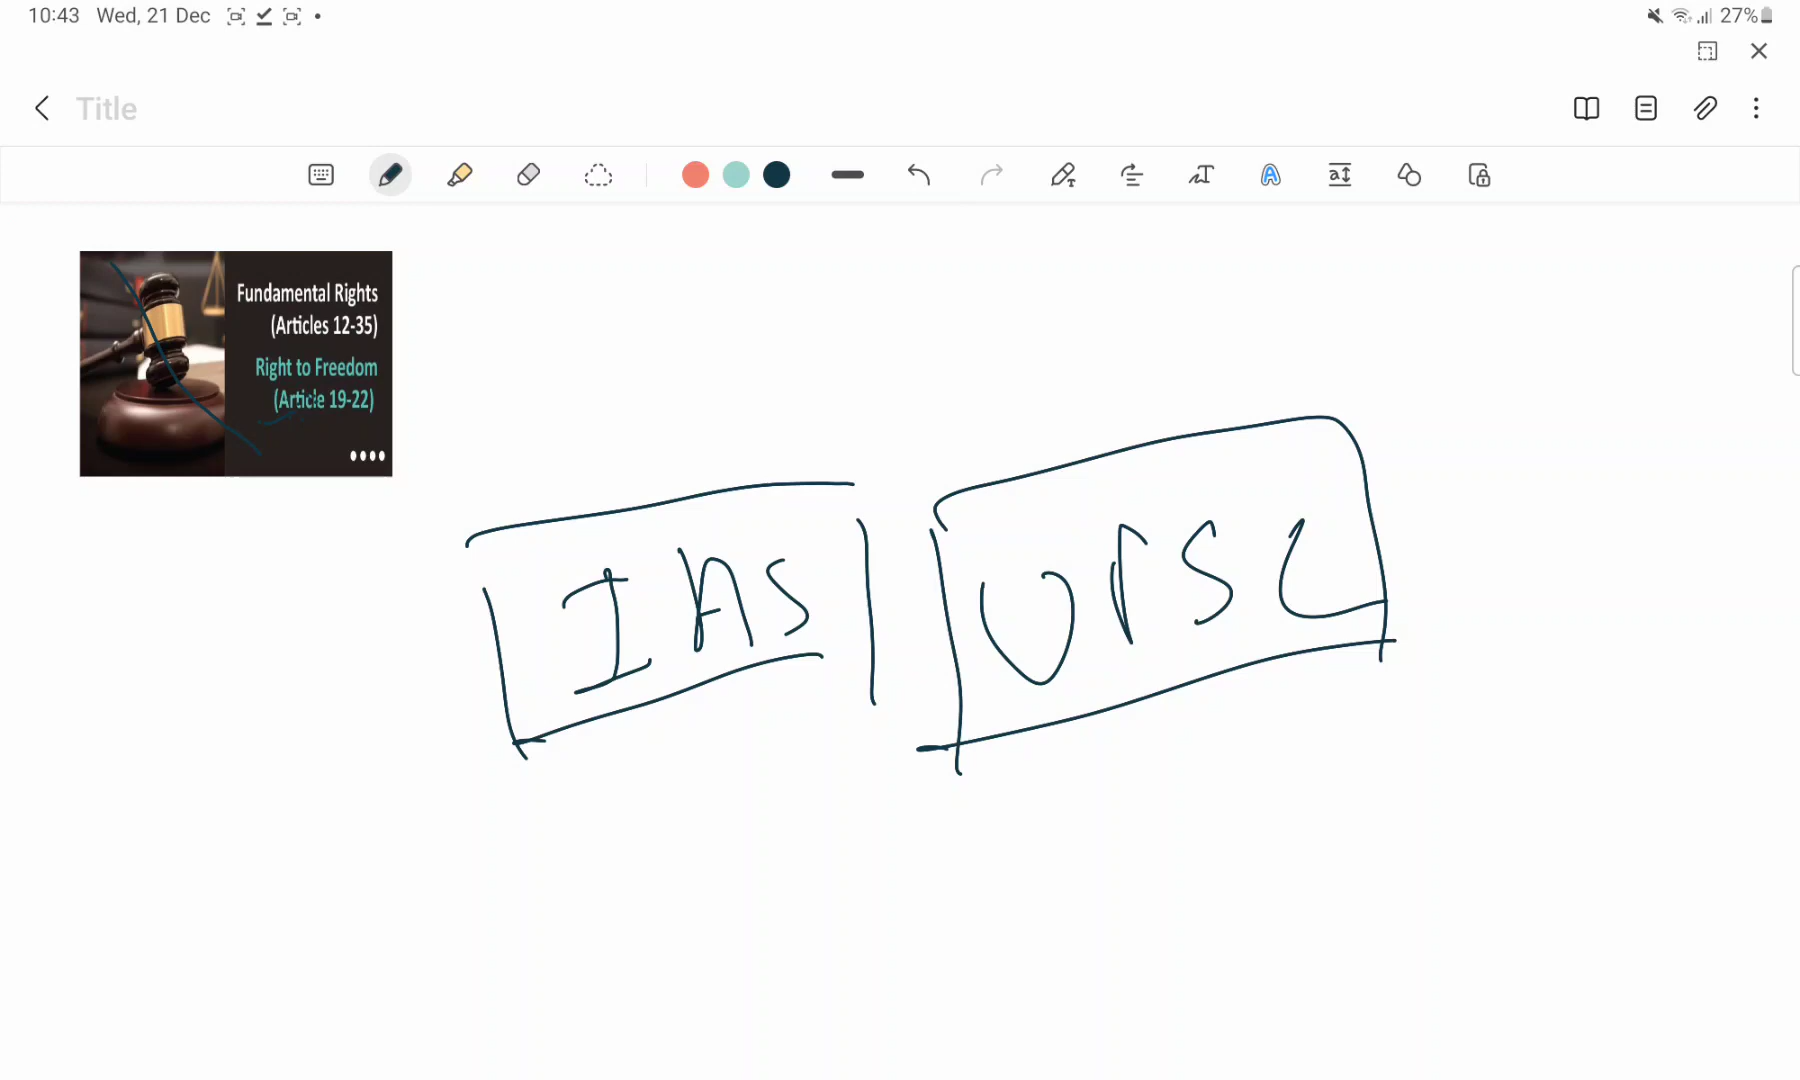 10:43 Wed, 21 Dec 27%
Title
Fundamental Rights
(Articles 12-35)
Right to Freedom
(Article 19-22)
IAS UPSC